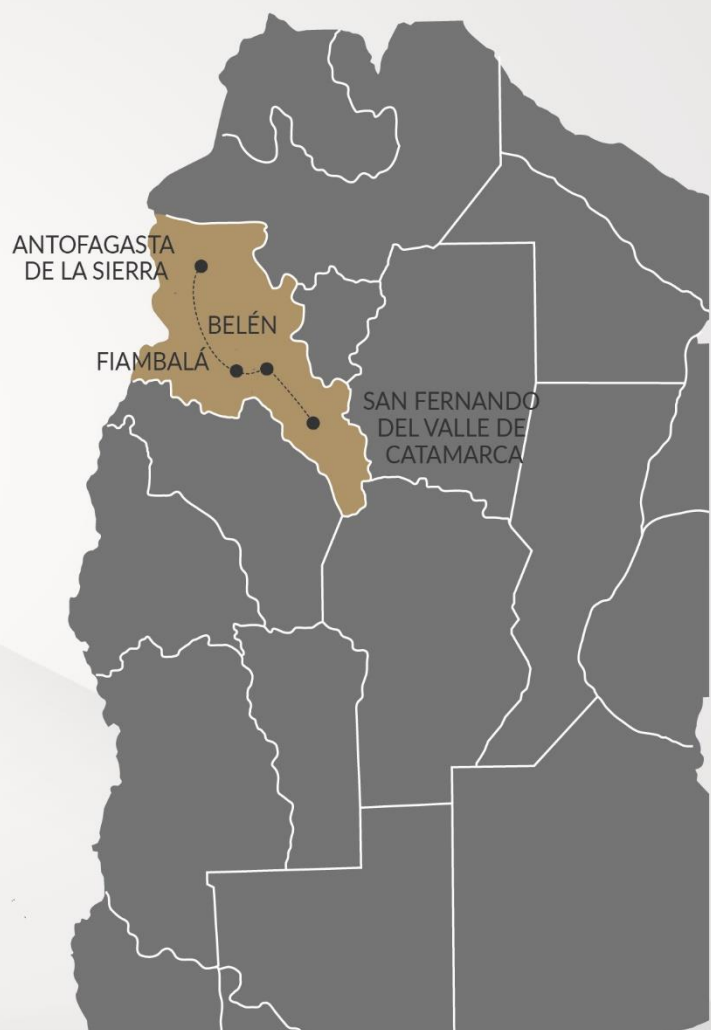 ANTOFAGASTA
DE LA SIERRA
BELÉN
FIAMBALÁ
SAN FERNANDO
DEL VALLE DE
CATAMARCA